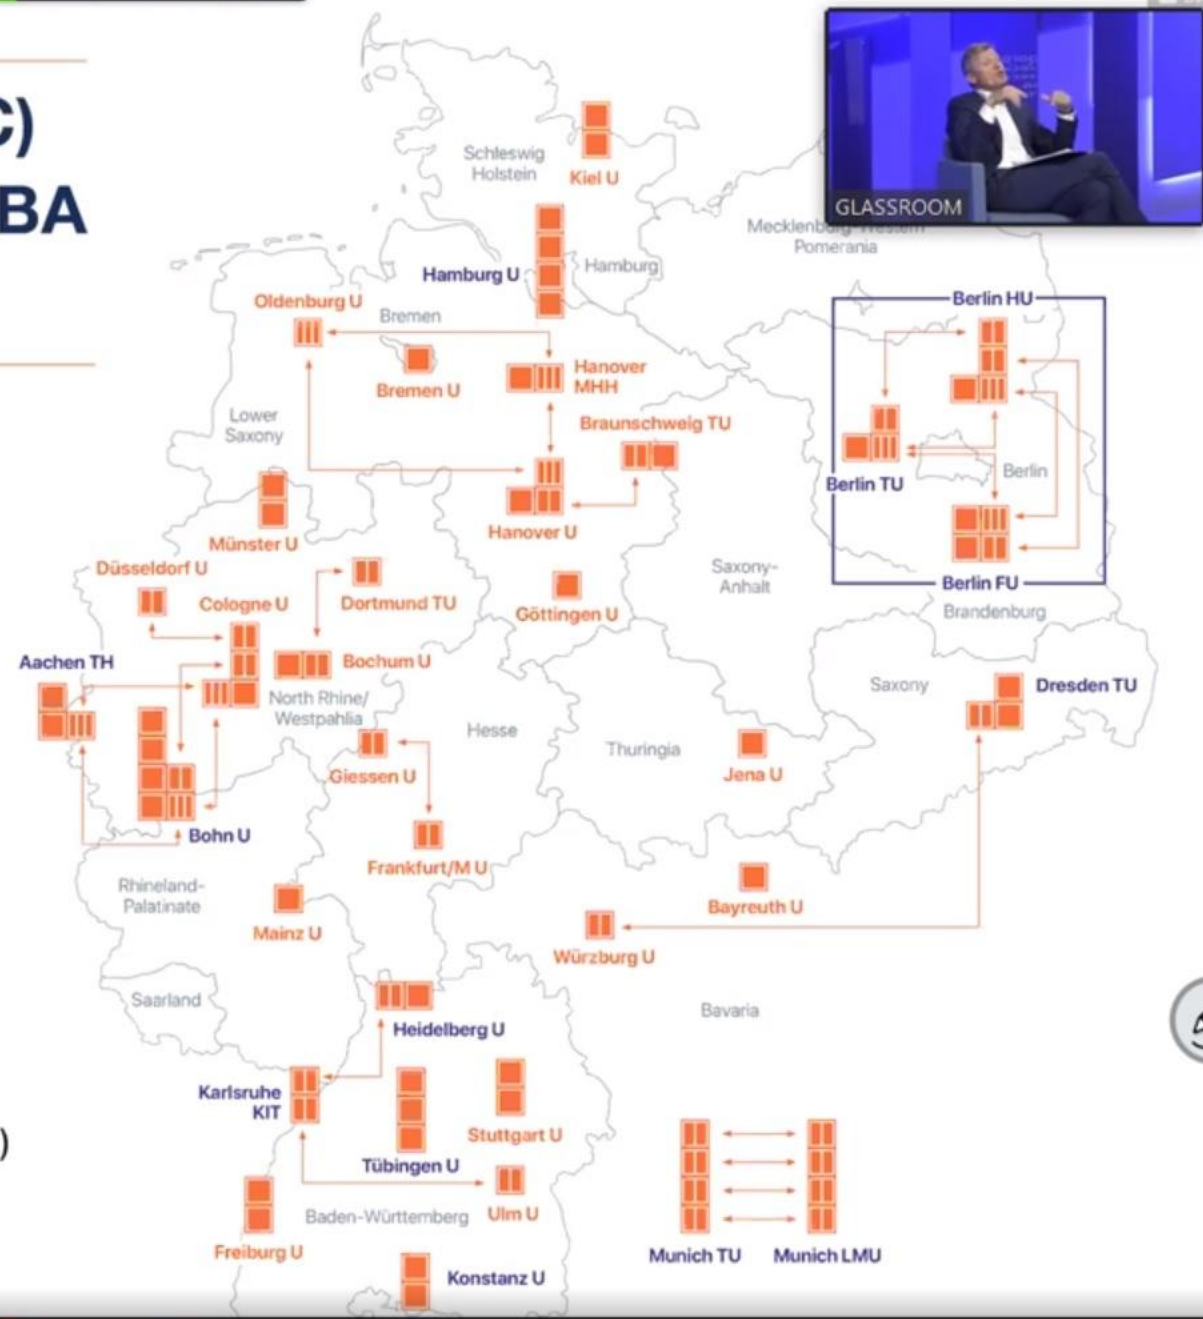 C)
BA
GLASSROOM
Schleswig
Holstein
Kiel U
Mecklenburg-Western
Pomerania
Hamburg U
Hamburg
Oldenburg U
Bremen
Berlin HU
Bremen U
Hanover
MHH
Lower
Saxony
Braunschweig TU
Berlin
Berlin TU
Hanover U
Münster U
Düsseldorf U
Saxony-
Anhalt
Berlin FU
Cologne U
Dortmund TU
Göttingen U
Brandenburg
Aachen TH
Bochum U
Saxony
Dresden TU
North Rhine/
Westpahlia
Hesse
Thuringia
Giessen U
Jena U
Bohn U
Frankfurt/M U
Rhineland-
Palatinate
Bayreuth U
Mainz U
Würzburg U
Saarland
Bavaria
Heidelberg U
Karlsruhe
KIT
Stuttgart U
)
Tübingen U
Baden-Württemberg
Ulm U
Freiburg U
Munich TU
Munich LMU
Konstanz U